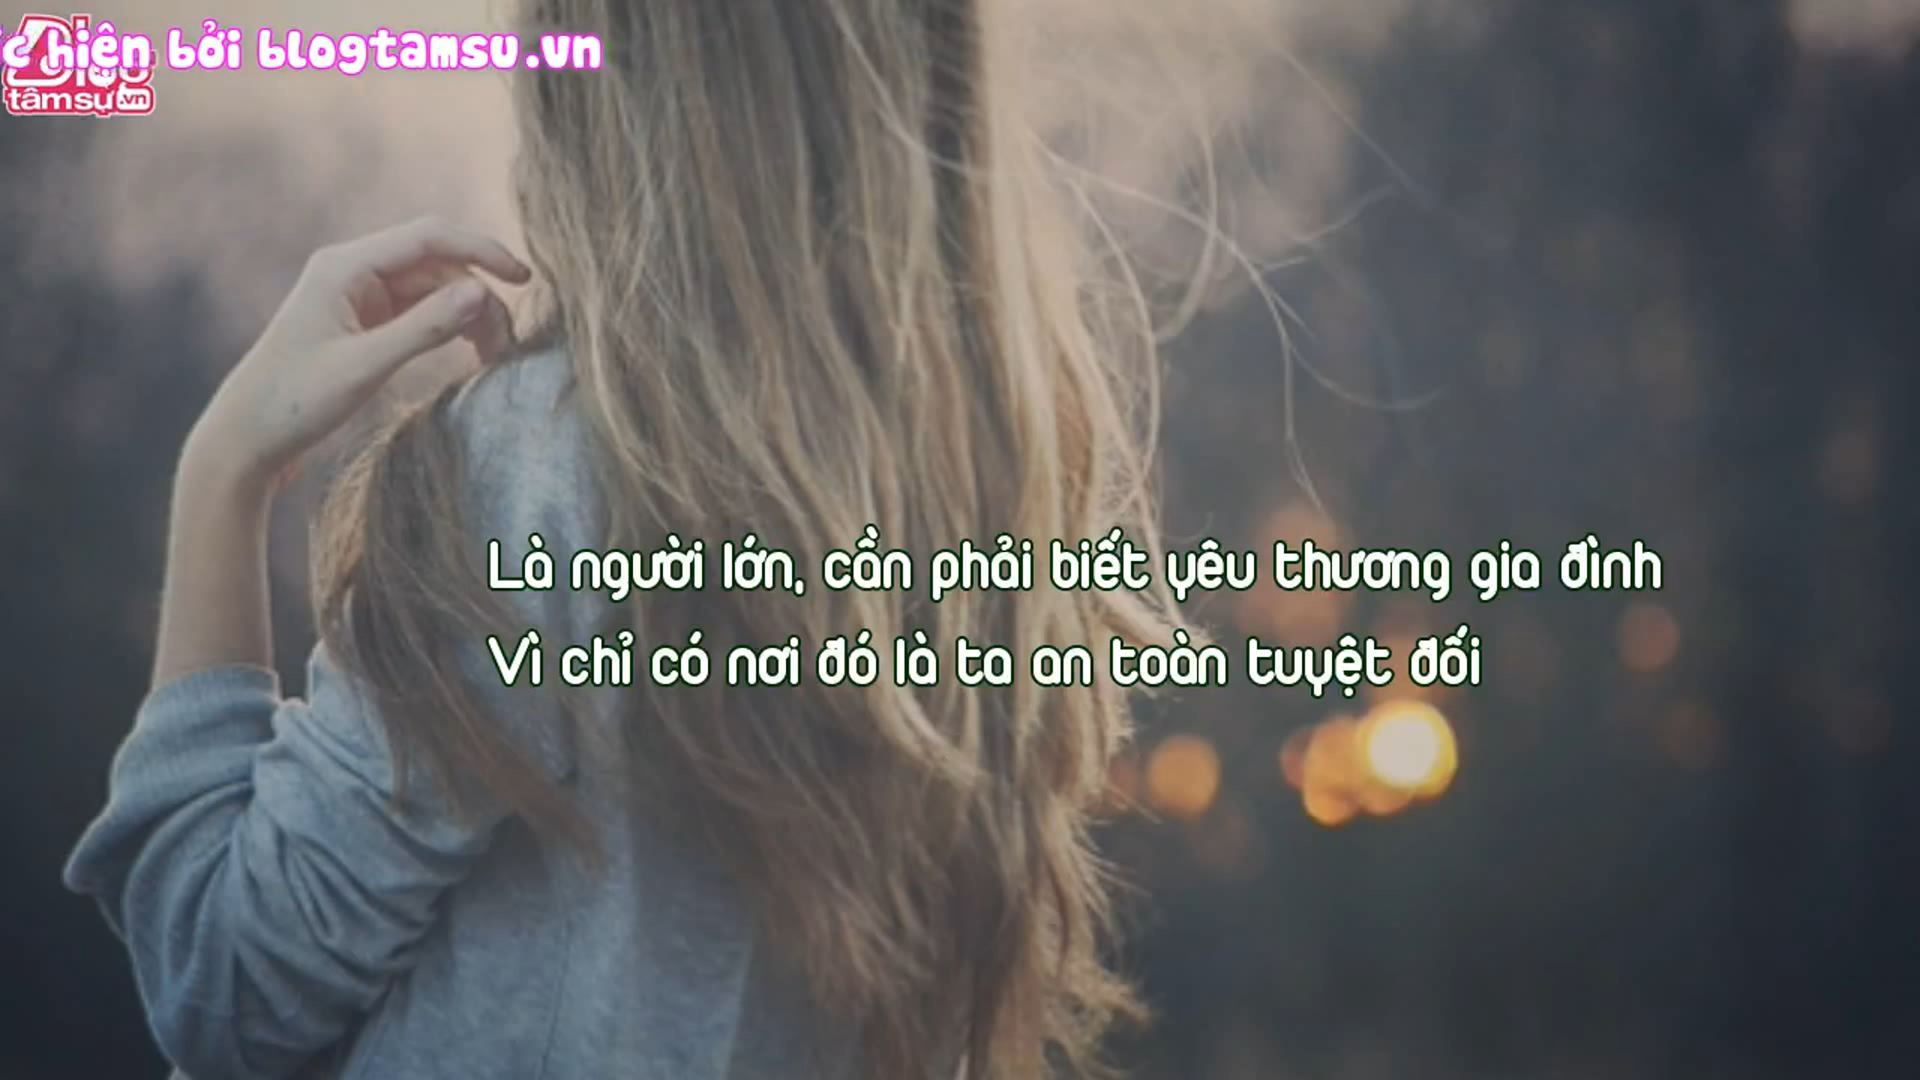 hiện bởi blogtamsu.vn
tâmsự.vn
Là người lớn, cần phải biết yêu thương gia đình
Vì chỉ có nơi đó là ta an toàn tuyệt đối